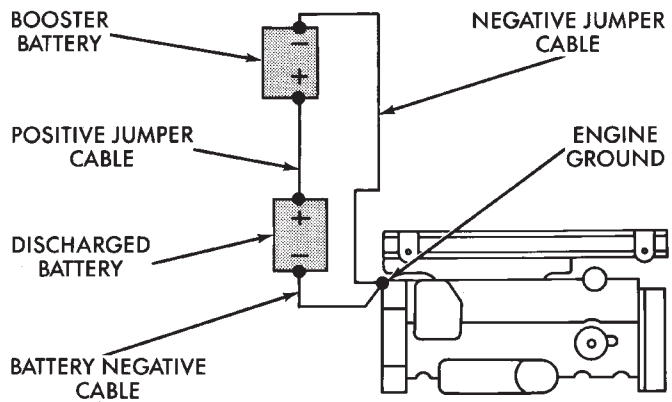 BOOSTER
BATTERY
NEGATIVE JUMPER
CABLE
−
+
POSITIVE JUMPER
CABLE
ENGINE
GROUND
+
−
DISCHARGED
BATTERY
BATTERY NEGATIVE
CABLE